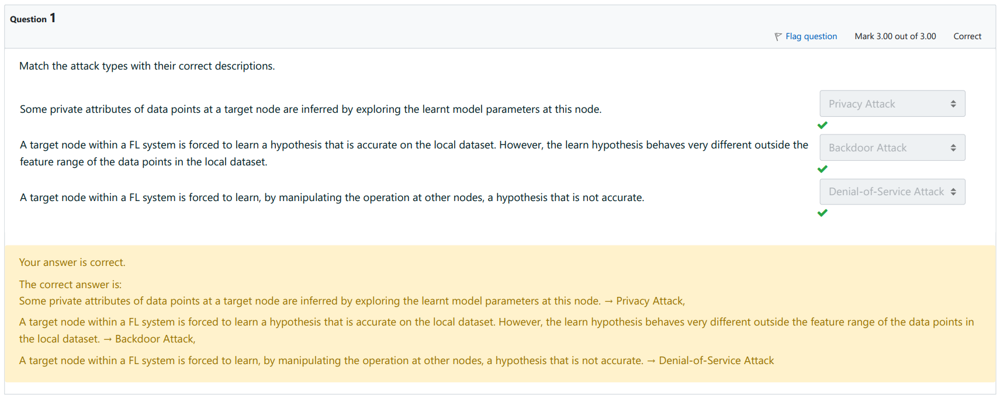 Question 1
Flag question Mark 3.00 out of 3.00 Correct
Match the attack types with their correct descriptions.
Some private attributes of data points at a target node are inferred by exploring the learnt model parameters at this node.
Privacy Attack
A target node within a FL system is forced to learn a hypothesis that is accurate on the local dataset. However, the learn hypothesis behaves very different outside the
feature range of the data points in the local dataset.
Backdoor Attack
A target node within a FL system is forced to learn, by manipulating the operation at other nodes, a hypothesis that is not accurate.
Denial-of-Service Attack
Your answer is correct.
The correct answer is:
Some private attributes of data points at a target node are inferred by exploring the learnt model parameters at this node. → Privacy Attack,
A target node within a FL system is forced to learn a hypothesis that is accurate on the local dataset. However, the learn hypothesis behaves very different outside the feature range of the data points in
the local dataset. → Backdoor Attack,
A target node within a FL system is forced to learn, by manipulating the operation at other nodes, a hypothesis that is not accurate. → Denial-of-Service Attack